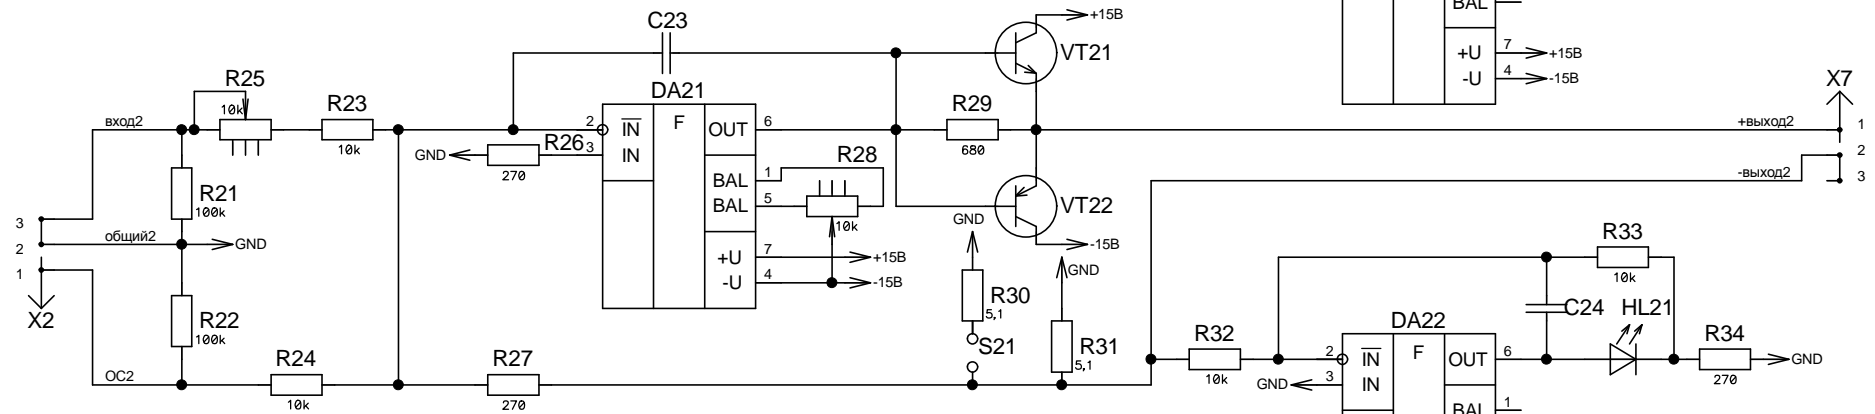 BAL
+U 7 +15В
-U 4 -15В
C23
+15В
VT21
R25
10k
R23
10k
DA21
вход2
2 IN F OUT 6
R26 3 IN
GND
270
R29
680
X7
+выход2 1
2
-выход2 3
R28
BAL 1
BAL 5
10k
R21
100k
VT22
GND
-15В
3
2 общий2 GND
1
X2
+U 7 +15В
-U 4 -15В
R22
100k
R30
5,1
S21
GND
R31
5,1
R33
10k
C24
HL21
DA22
R32
10k
2 IN F OUT 6
GND 3 IN
BAL 1
R34
270
GND
ОС2
R24
10k
R27
270